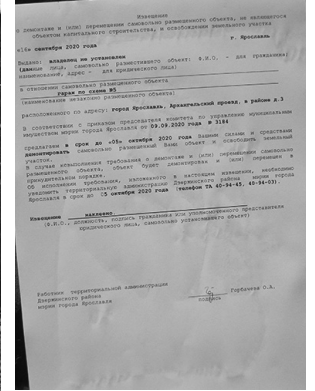 Извещение
о демонтаже и (или) перемещении самовольно размещенного объекта, не являющегося
объектом капитального строительства, и освобождении земельного участка
«16» сентября 2020 года
г. Ярославль
Выдано: владелец не установлен
(данные лица, самовольно разместившего объект: Ф.И.О. - для гражданина;
наименование, адрес - для юридического лица)
в отношении самовольно размещенного объекта
гараж по схеме №5
(наименование незаконно размещенного объекта)
расположенного по адресу: город Ярославль, Архангельский проезд, в районе д.3
В соответствии с приказом председателя комитета по управлению муниципальным
имуществом мэрии города Ярославля от 09.09.2020 года № 3184
предлагаем в срок до «05» октября 2020 года Вашими силами и средствами
демонтировать самовольно размещенный Вами объект и освободить земельный
участок.
В случае невыполнения требования о демонтаже и (или) перемещении самовольно
размещенного объекта, объект будет демонтирован и (или) перемещен в
принудительном порядке.
Об исполнении требования, изложенного в настоящем извещении, необходимо
уведомить территориальную администрацию Дзержинского района мэрии города
Ярославля в срок до 05 октября 2020 года (телефон ТА 40-94-45, 40-94-03).
Извещение наклеено
(Ф.И.О., должность, подпись гражданина или уполномоченного представителя
юридического лица, самовольно установившего объект)
Работник территориальной администрации
Дзержинского района
мэрии города Ярославля
Горбачева О.А.
подпись